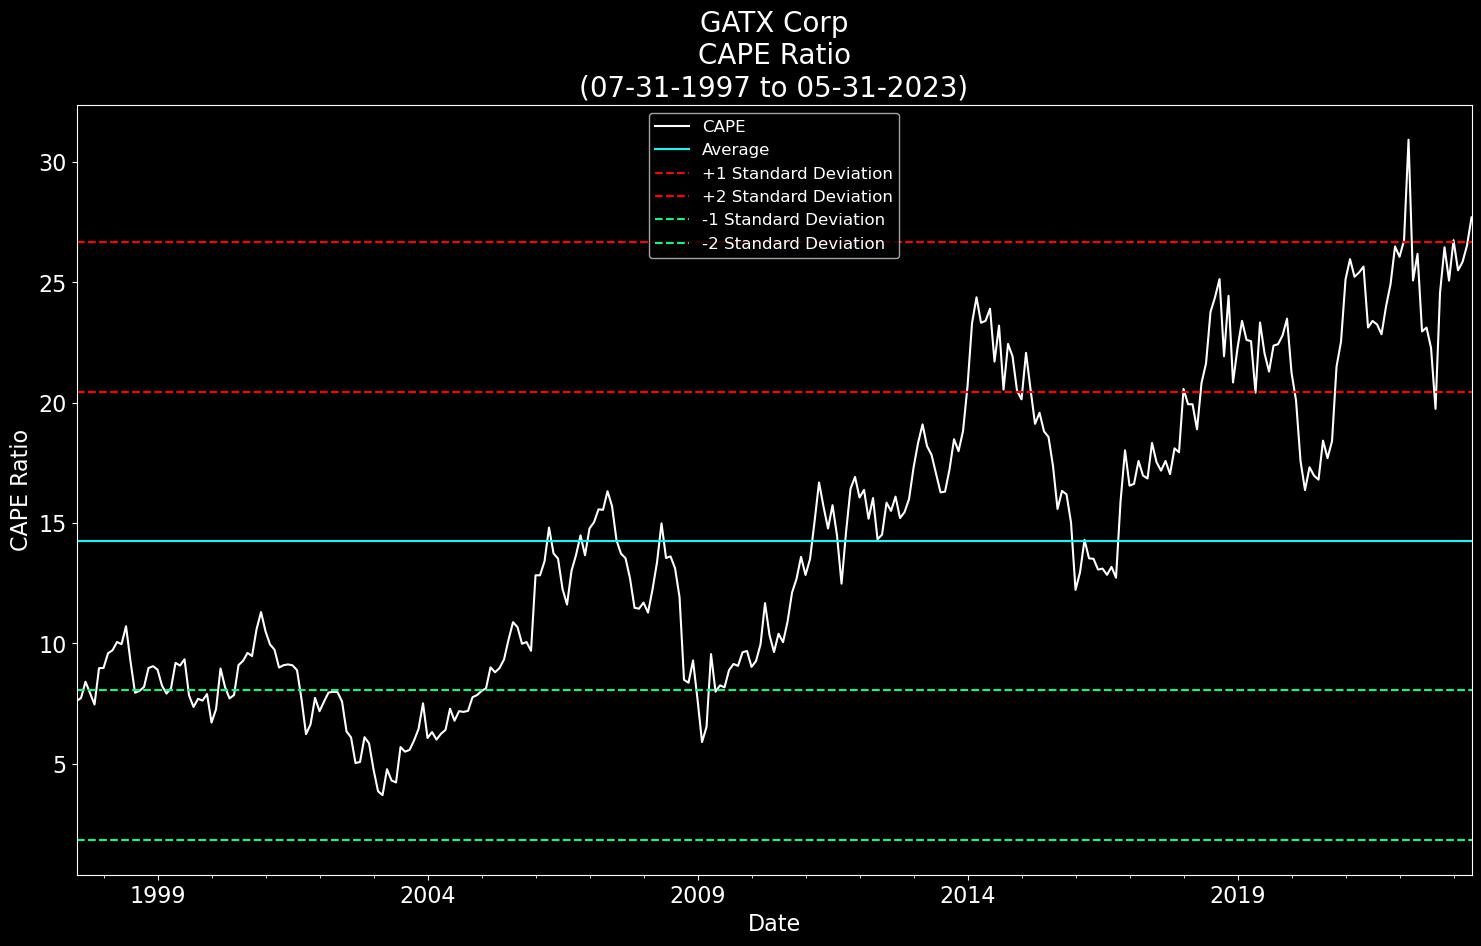 GATX Corp
CAPE Ratio
(07-31-1997 to 05-31-2023)
CAPE
Average
+1 Standard Deviation
+2 Standard Deviation
-1 Standard Deviation
-2 Standard Deviation
30
25
20
15
10
5
CAPE Ratio
1999 2004 2009 2014 2019
Date